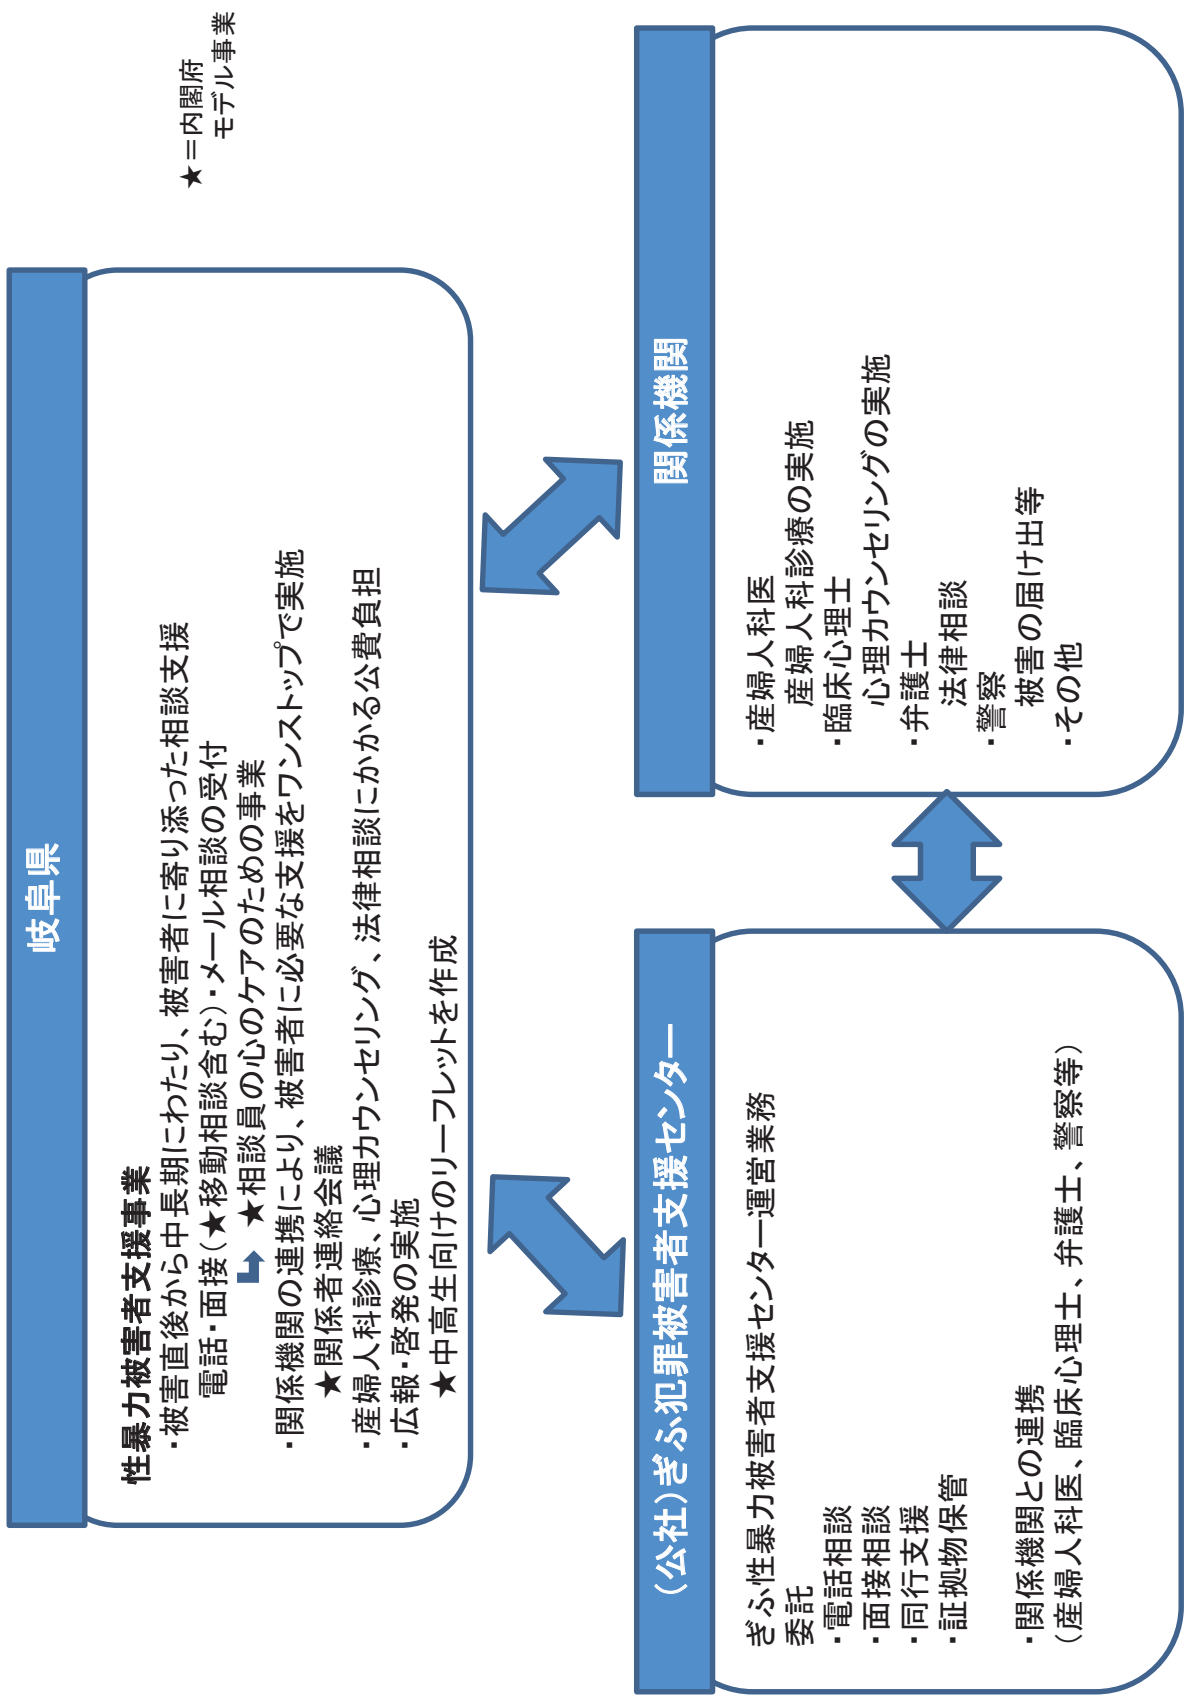 ★＝内閣府
モデル事業
岐阜県
性暴力被害者支援事業
・被害直後から中長期にわたり、被害者に寄り添った相談支援
電話・面接（★移動相談含む）・メール相談の受付
★相談員の心のケアのための事業
・関係機関の連携により、被害者に必要な支援をワンストップで実施
★関係者連絡会議
・産婦人科診療、心理カウンセリング、法律相談にかかる公費負担
・広報・啓発の実施
★中高生向けのリーフレットを作成
（公社）ぎふ犯罪被害者支援センター
ぎふ性暴力被害者支援センター運営業務
委託
・電話相談
・面接相談
・同行支援
・証拠物保管
・関係機関との連携
（産婦人科医、臨床心理士、弁護士、警察等）
関係機関
・産婦人科医
産婦人科診療の実施
・臨床心理士
心理カウンセリングの実施
・弁護士
法律相談
・警察
被害の届け出等
・その他